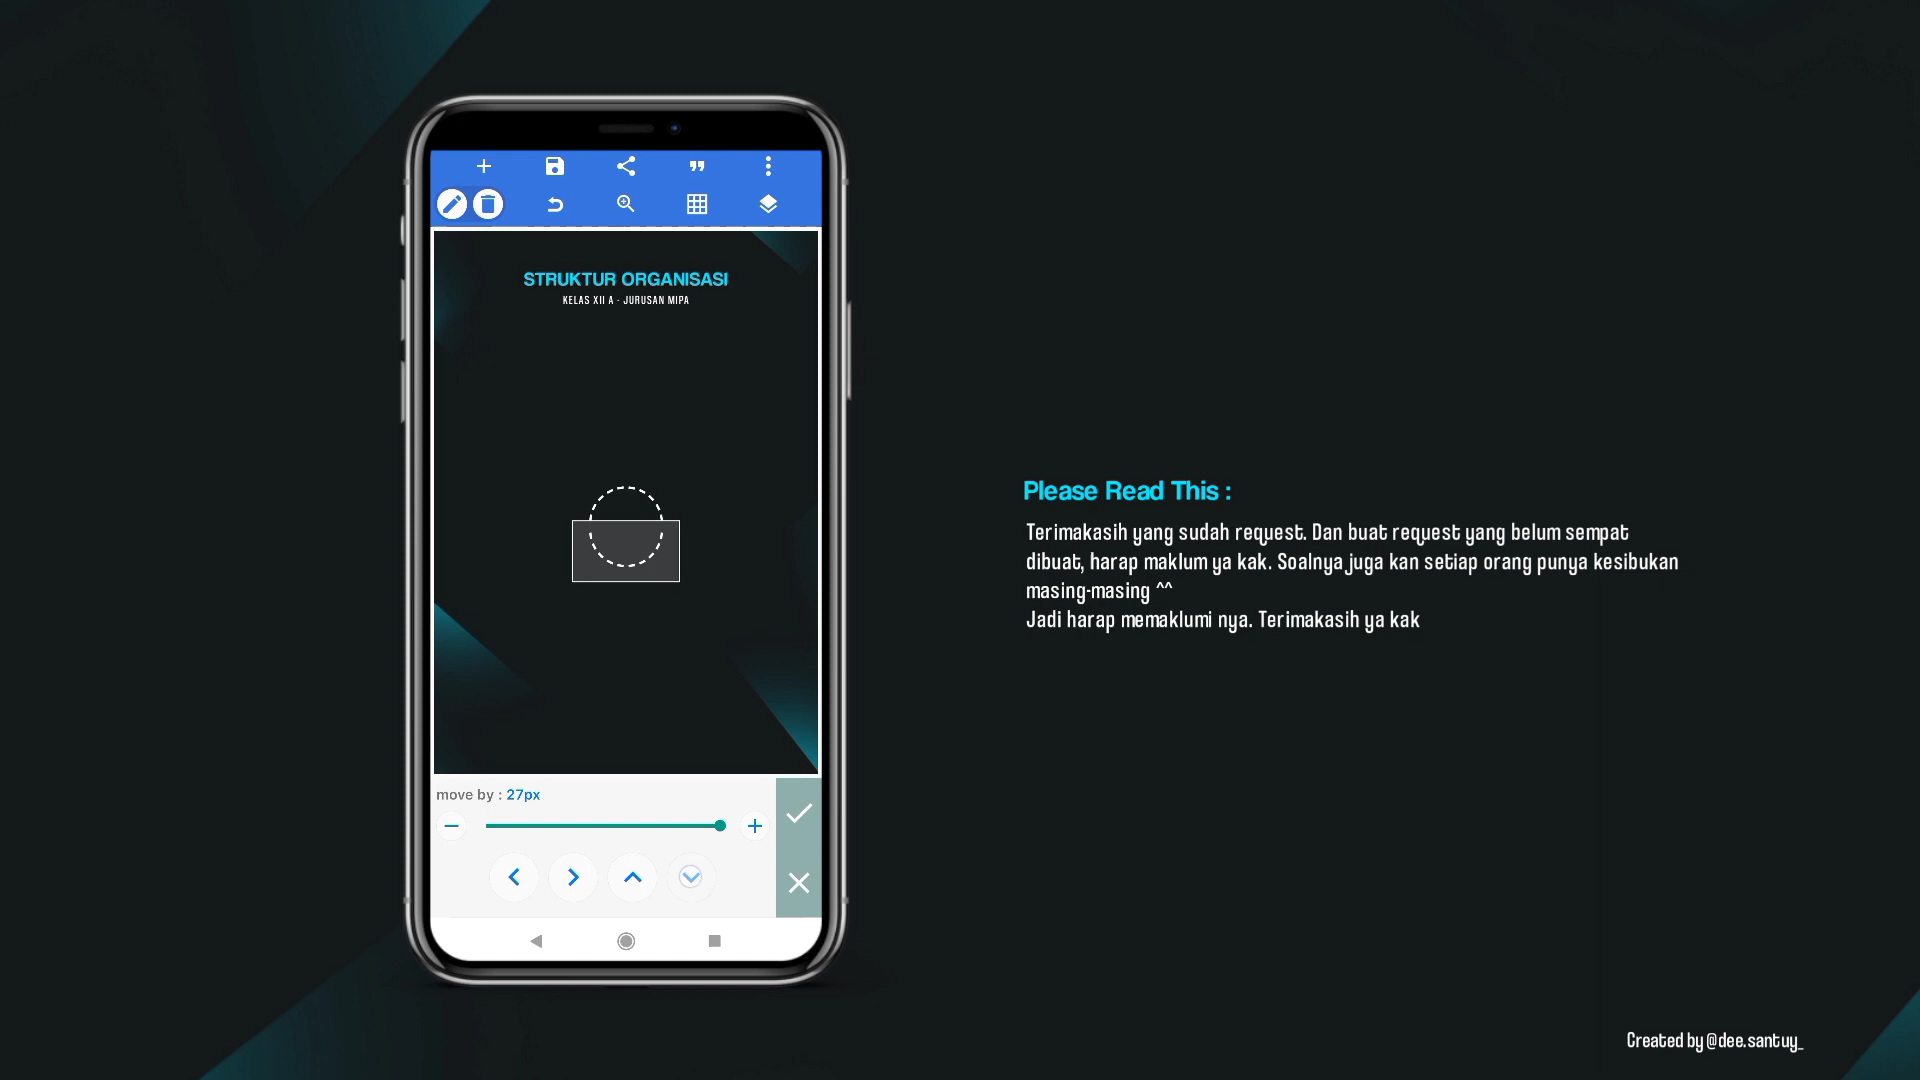 STRUKTUR ORGANISASI
KELAS XII A - JURUSAN MIPA
move by : 27px
Please Read This :
Terimakasih yang sudah request. Dan buat request yang belum sempat
dibuat, harap maklum ya kak. Soalnya juga kan setiap orang punya kesibukan
masing-masing ^^
Jadi harap memaklumi nya. Terimakasih ya kak
Created by @dee.santuy_